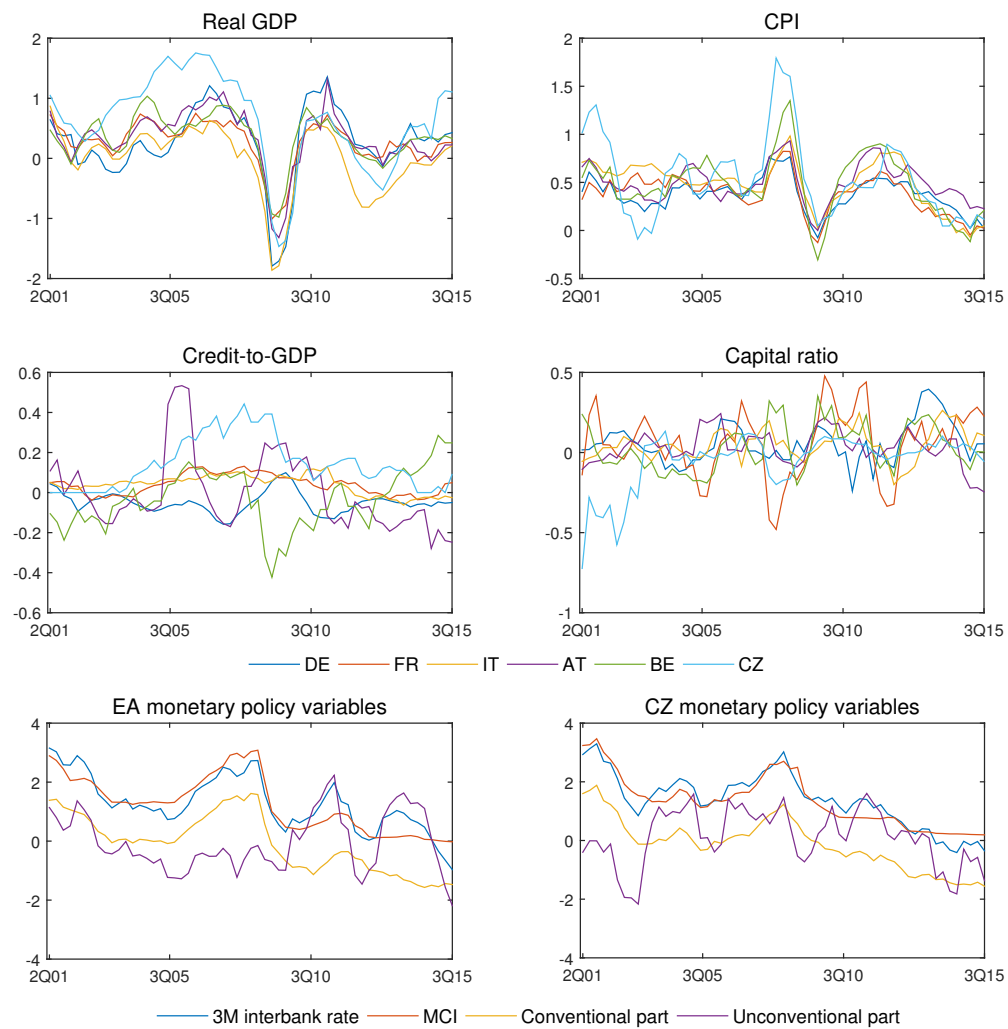 Real GDP
CPI
2
1
0
-1
-2
2Q01 3Q05 3Q10 3Q15
2
1.5
1
0.5
0
-0.5
2Q01 3Q05 3Q10 3Q15
Credit-to-GDP
Capital ratio
0.6
0.4
0.2
0
-0.2
-0.4
-0.6
2Q01 3Q05 3Q10 3Q15
0.5
0
-0.5
-1
2Q01 3Q05 3Q10 3Q15
DE FR IT AT BE CZ
EA monetary policy variables
CZ monetary policy variables
4
2
0
-2
-4
2Q01 3Q05 3Q10 3Q15
4
2
0
-2
-4
2Q01 3Q05 3Q10 3Q15
3M interbank rate MCI Conventional part Unconventional part